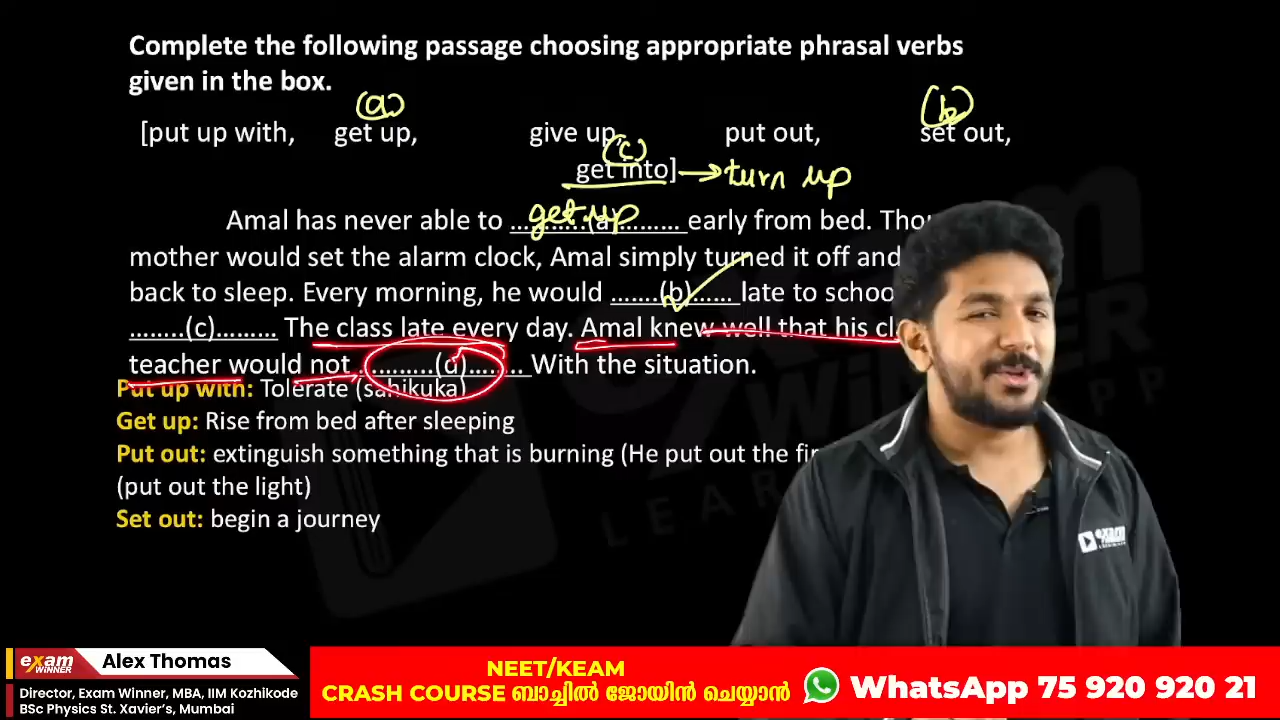 Complete the following passage choosing appropriate phrasal verbs
given in the box.
(a) (b)
[put up with, get up, give up, put out, set out,
(c)
get into] → turn up
get up
Amal has never able to ..........(a.......... early from bed. Thou
mother would set the alarm clock, Amal simply turned it off and
back to sleep. Every morning, he would .......(b)...... late to schoo
........(c)......... The class late every day. Amal knew well that his cl
teacher would not ...........(d)........ With the situation.
Put up with: Tolerate (sahikuka)
Get up: Rise from bed after sleeping
Put out: extinguish something that is burning (He put out the fir
(put out the light)
Set out: begin a journey
exam
WINNER
Alex Thomas
Director, Exam Winner, MBA, IIM Kozhikode
BSc Physics St. Xavier's, Mumbai
NEET/KEAM
CRASH COURSE ബാച്ചിൽ ജോയിൻ ചെയ്യാൻ
WhatsApp 75 920 920 21